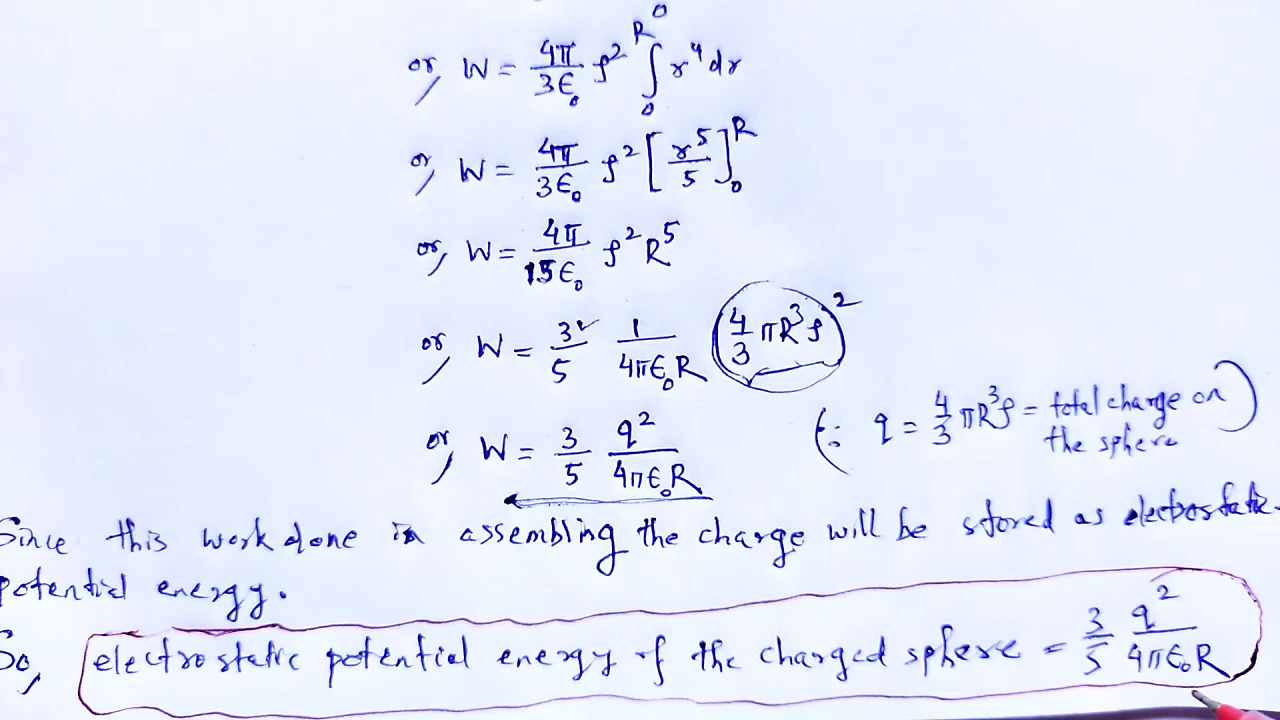 0
or, W = 4π/3ϵ₀ ρ² ∫₀ᴿ r⁴ dr
or, W = 4π/3ϵ₀ ρ² [r⁵/5]₀ᴿ
or, W = 4π/15ϵ₀ ρ² R⁵
or, W = 3/5 1/4πϵ₀R (4/3 πR³ρ)²
or, W = 3/5 q²/4πϵ₀R (∵ q = 4/3 πR³ρ = total charge on the sphere)
Since this work done in assembling the charge will be stored as electrostatic
potential energy.
So, electrostatic potential energy of the charged sphere = 3/5 q²/4πϵ₀R